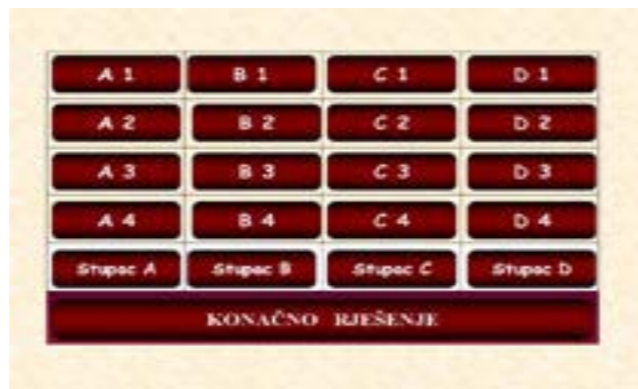 A 1 B 1 C 1 D 1
A 2 B 2 C 2 D 2
A 3 B 3 C 3 D 3
A 4 B 4 C 4 D 4
Stupac A Stupac B Stupac C Stupac D
KONAČNO RJEŠENJE